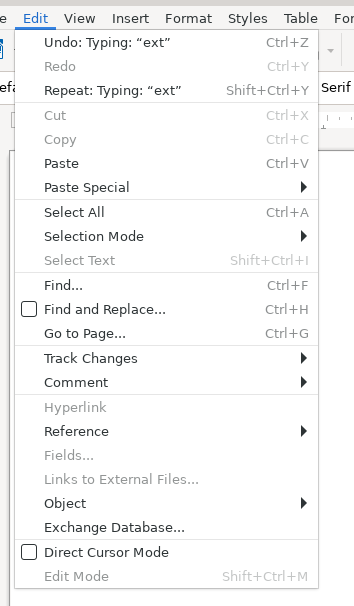 e Edit View Insert Format Styles Table Fo
Undo: Typing: “ext” Ctrl+Z
Redo Ctrl+Y
Repeat: Typing: “ext” Shift+Ctrl+Y
efa Serif
Cut Ctrl+X
Copy Ctrl+C
Paste Ctrl+V
Paste Special
Select All Ctrl+A
Selection Mode
Select Text Shift+Ctrl+I
Find... Ctrl+F
Find and Replace... Ctrl+H
Go to Page... Ctrl+G
Track Changes
Comment
Hyperlink
Reference
Fields...
Links to External Files...
Object
Exchange Database...
Direct Cursor Mode
Edit Mode Shift+Ctrl+M